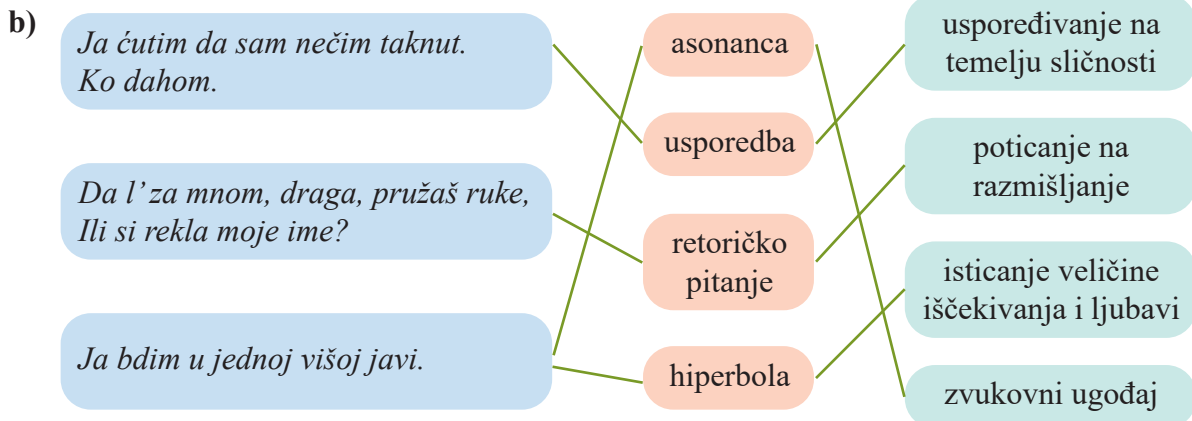 b)
Ja ćutim da sam nečim taknut.
Ko dahom.
Da l’ za mnom, draga, pružaš ruke,
Ili si rekla moje ime?
Ja bdim u jednoj višoj javi.
asonanca
usporedba
retoričko
pitanje
hiperbola
uspoređivanje na
temelju sličnosti
poticanje na
razmišljanje
isticanje veličine
iščekivanja i ljubavi
zvukovni ugođaj